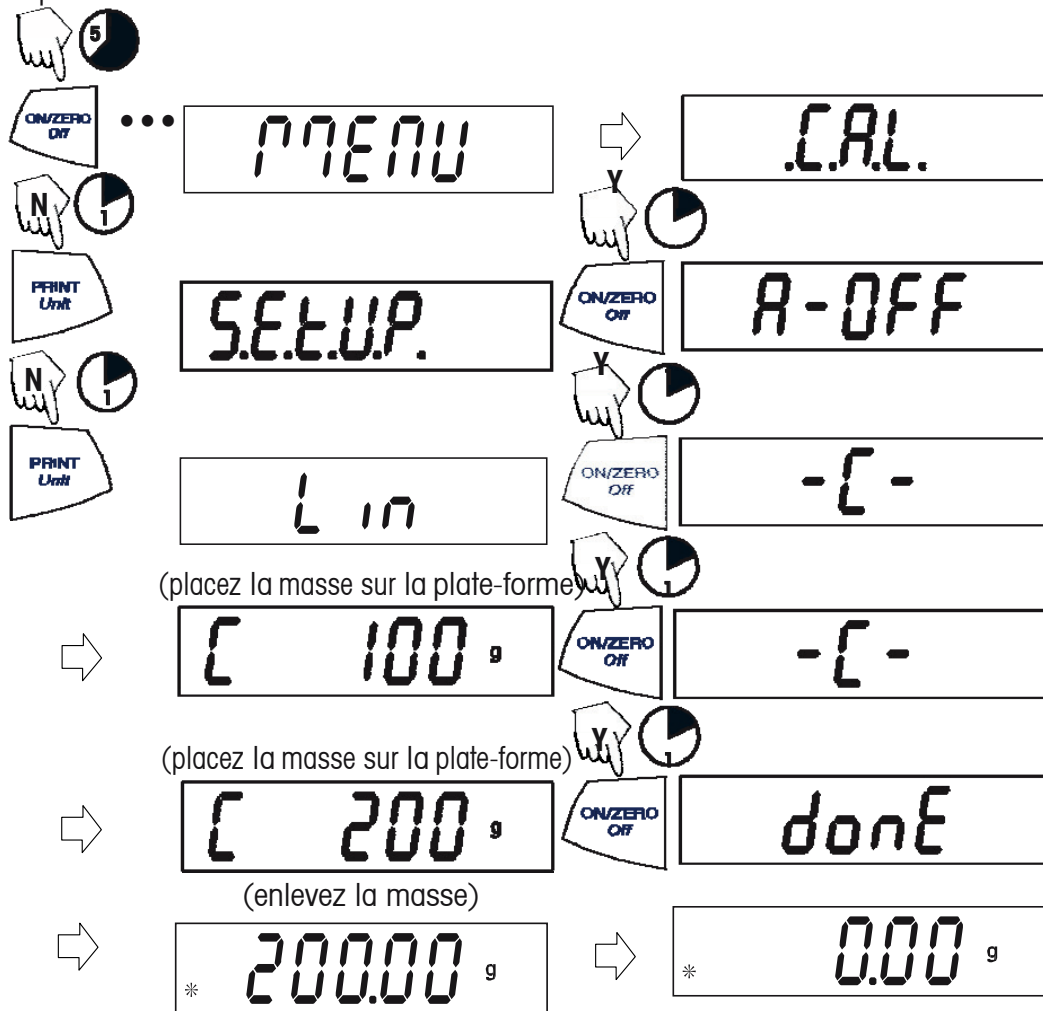 5
ON/ZERO
Off
MENU
.C.A.L.
N
1
Y
PRINT
Unit
S.E.t.U.P.
ON/ZERO
Off
A-OFF
N
1
Y
PRINT
Unit
Lin
ON/ZERO
Off
-C-
(placez la masse sur la plate-forme)
Y
1
C 100 g
ON/ZERO
Off
-C-
(placez la masse sur la plate-forme)
Y
1
C 200 g
ON/ZERO
Off
donE
(enlevez la masse)
* 200.00 g
* 0.00 g